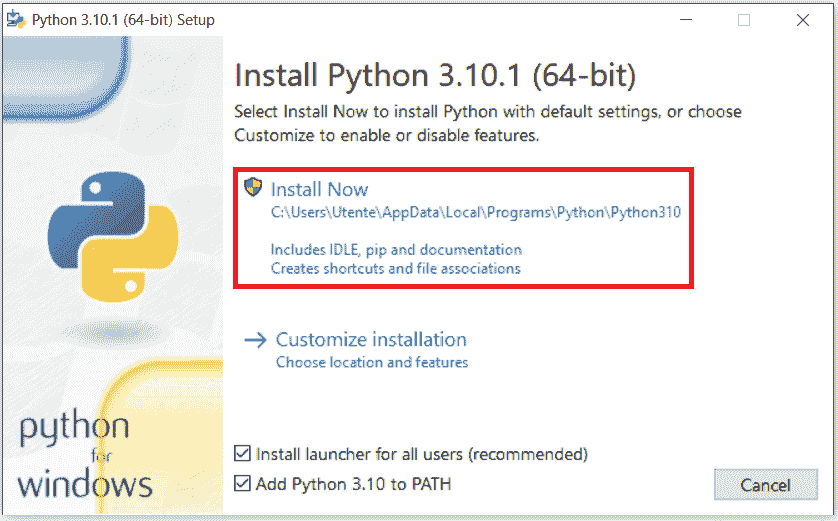 Python 3.10.1 (64-bit) Setup
Install Python 3.10.1 (64-bit)
Select Install Now to install Python with default settings, or choose
Customize to enable or disable features.
Install Now
C:\Users\Utente\AppData\Local\Programs\Python\Python310
Includes IDLE, pip and documentation
Creates shortcuts and file associations
Customize installation
Choose location and features
python
for
windows
Install launcher for all users (recommended)
Add Python 3.10 to PATH
Cancel